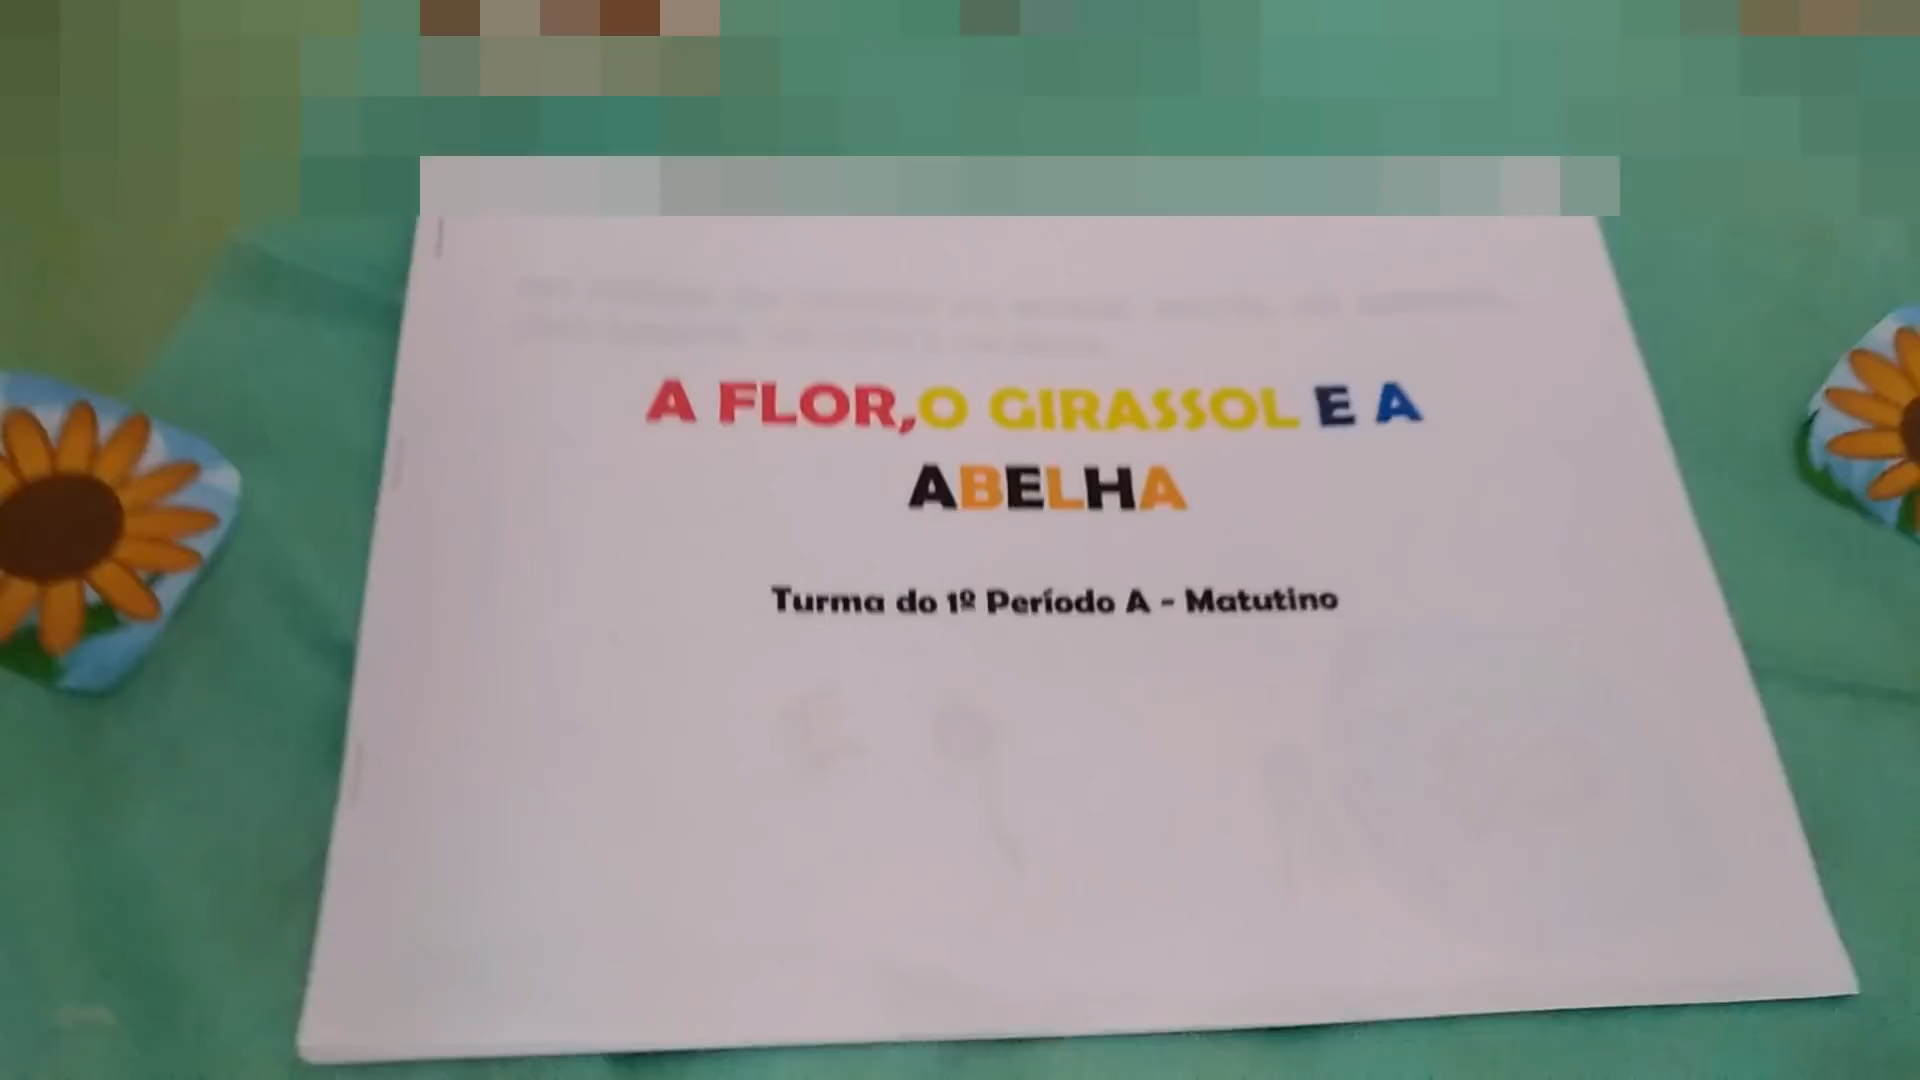 A FLOR,O GIRASSOL E A
ABELHA
Turma do 1º Período A - Matutino